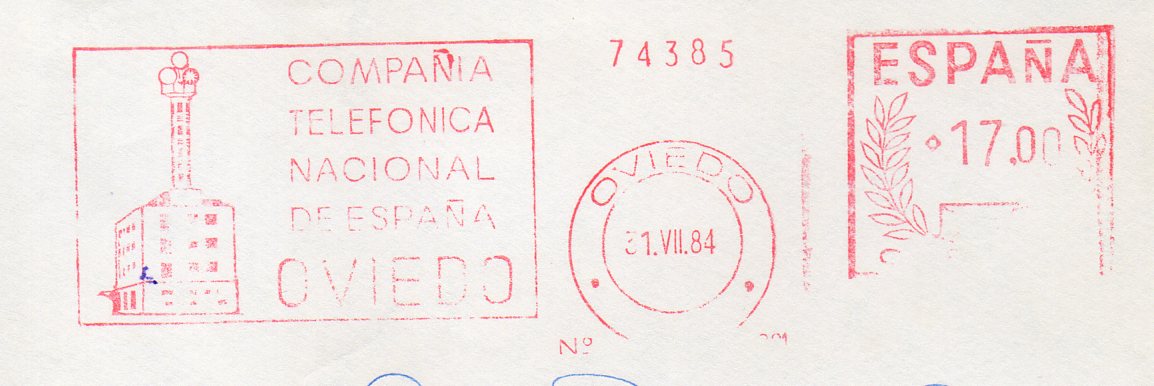 COMPAÑIA
TELEFONICA
NACIONAL
DE ESPAÑA
OVIEDO
74385
OVIEDO
31.VII.84
Nº
ESPAÑA
17.00